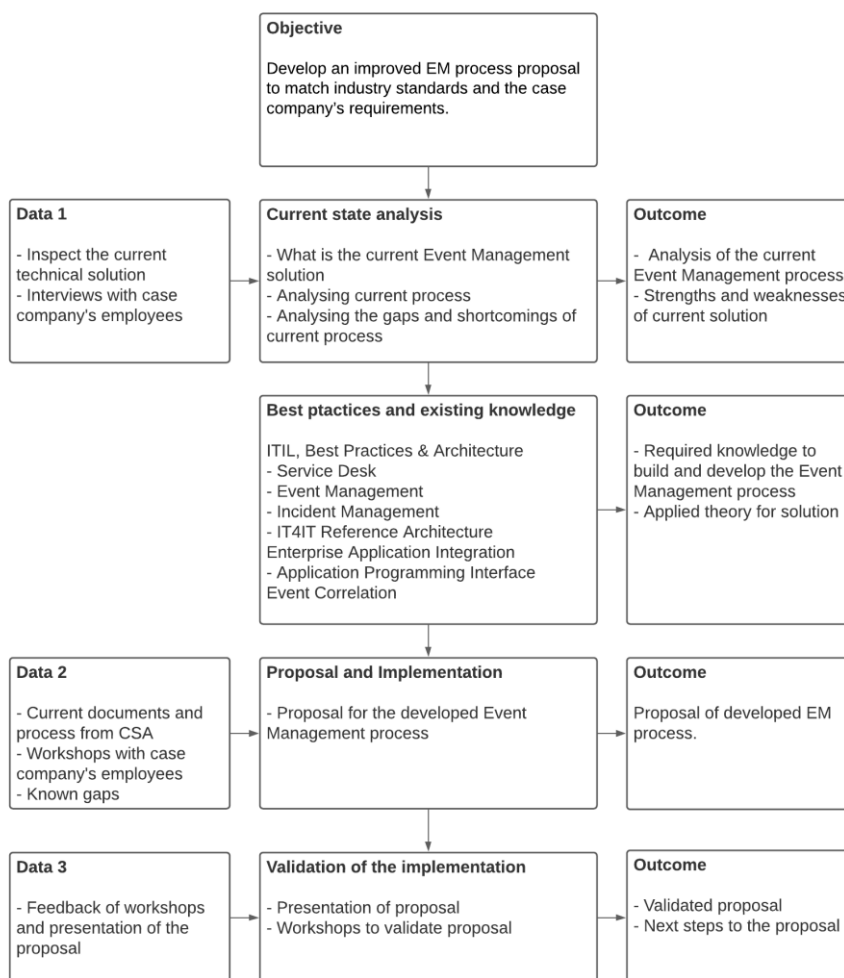 Objective
Develop an improved EM process proposal
to match industry standards and the case
company's requirements.
Data 1
- Inspect the current
technical solution
- Interviews with case
company's employees
Current state analysis
- What is the current Event Management
solution
- Analysing current process
- Analysing the gaps and shortcomings of
current process
Outcome
- Analysis of the current
Event Management process
- Strengths and weaknesses
of current solution
Best ptactices and existing knowledge
ITIL, Best Practices & Architecture
- Service Desk
- Event Management
- Incident Management
- IT4IT Reference Architecture
Enterprise Application Integration
- Application Programming Interface
Event Correlation
Outcome
- Required knowledge to
build and develop the Event
Management process
- Applied theory for solution
Data 2
- Current documents and
process from CSA
- Workshops with case
company's employees
- Known gaps
Proposal and Implementation
- Proposal for the developed Event
Management process
Outcome
Proposal of developed EM
process.
Data 3
- Feedback of workshops
and presentation of the
proposal
Validation of the implementation
- Presentation of proposal
- Workshops to validate proposal
Outcome
- Validated proposal
- Next steps to the proposal